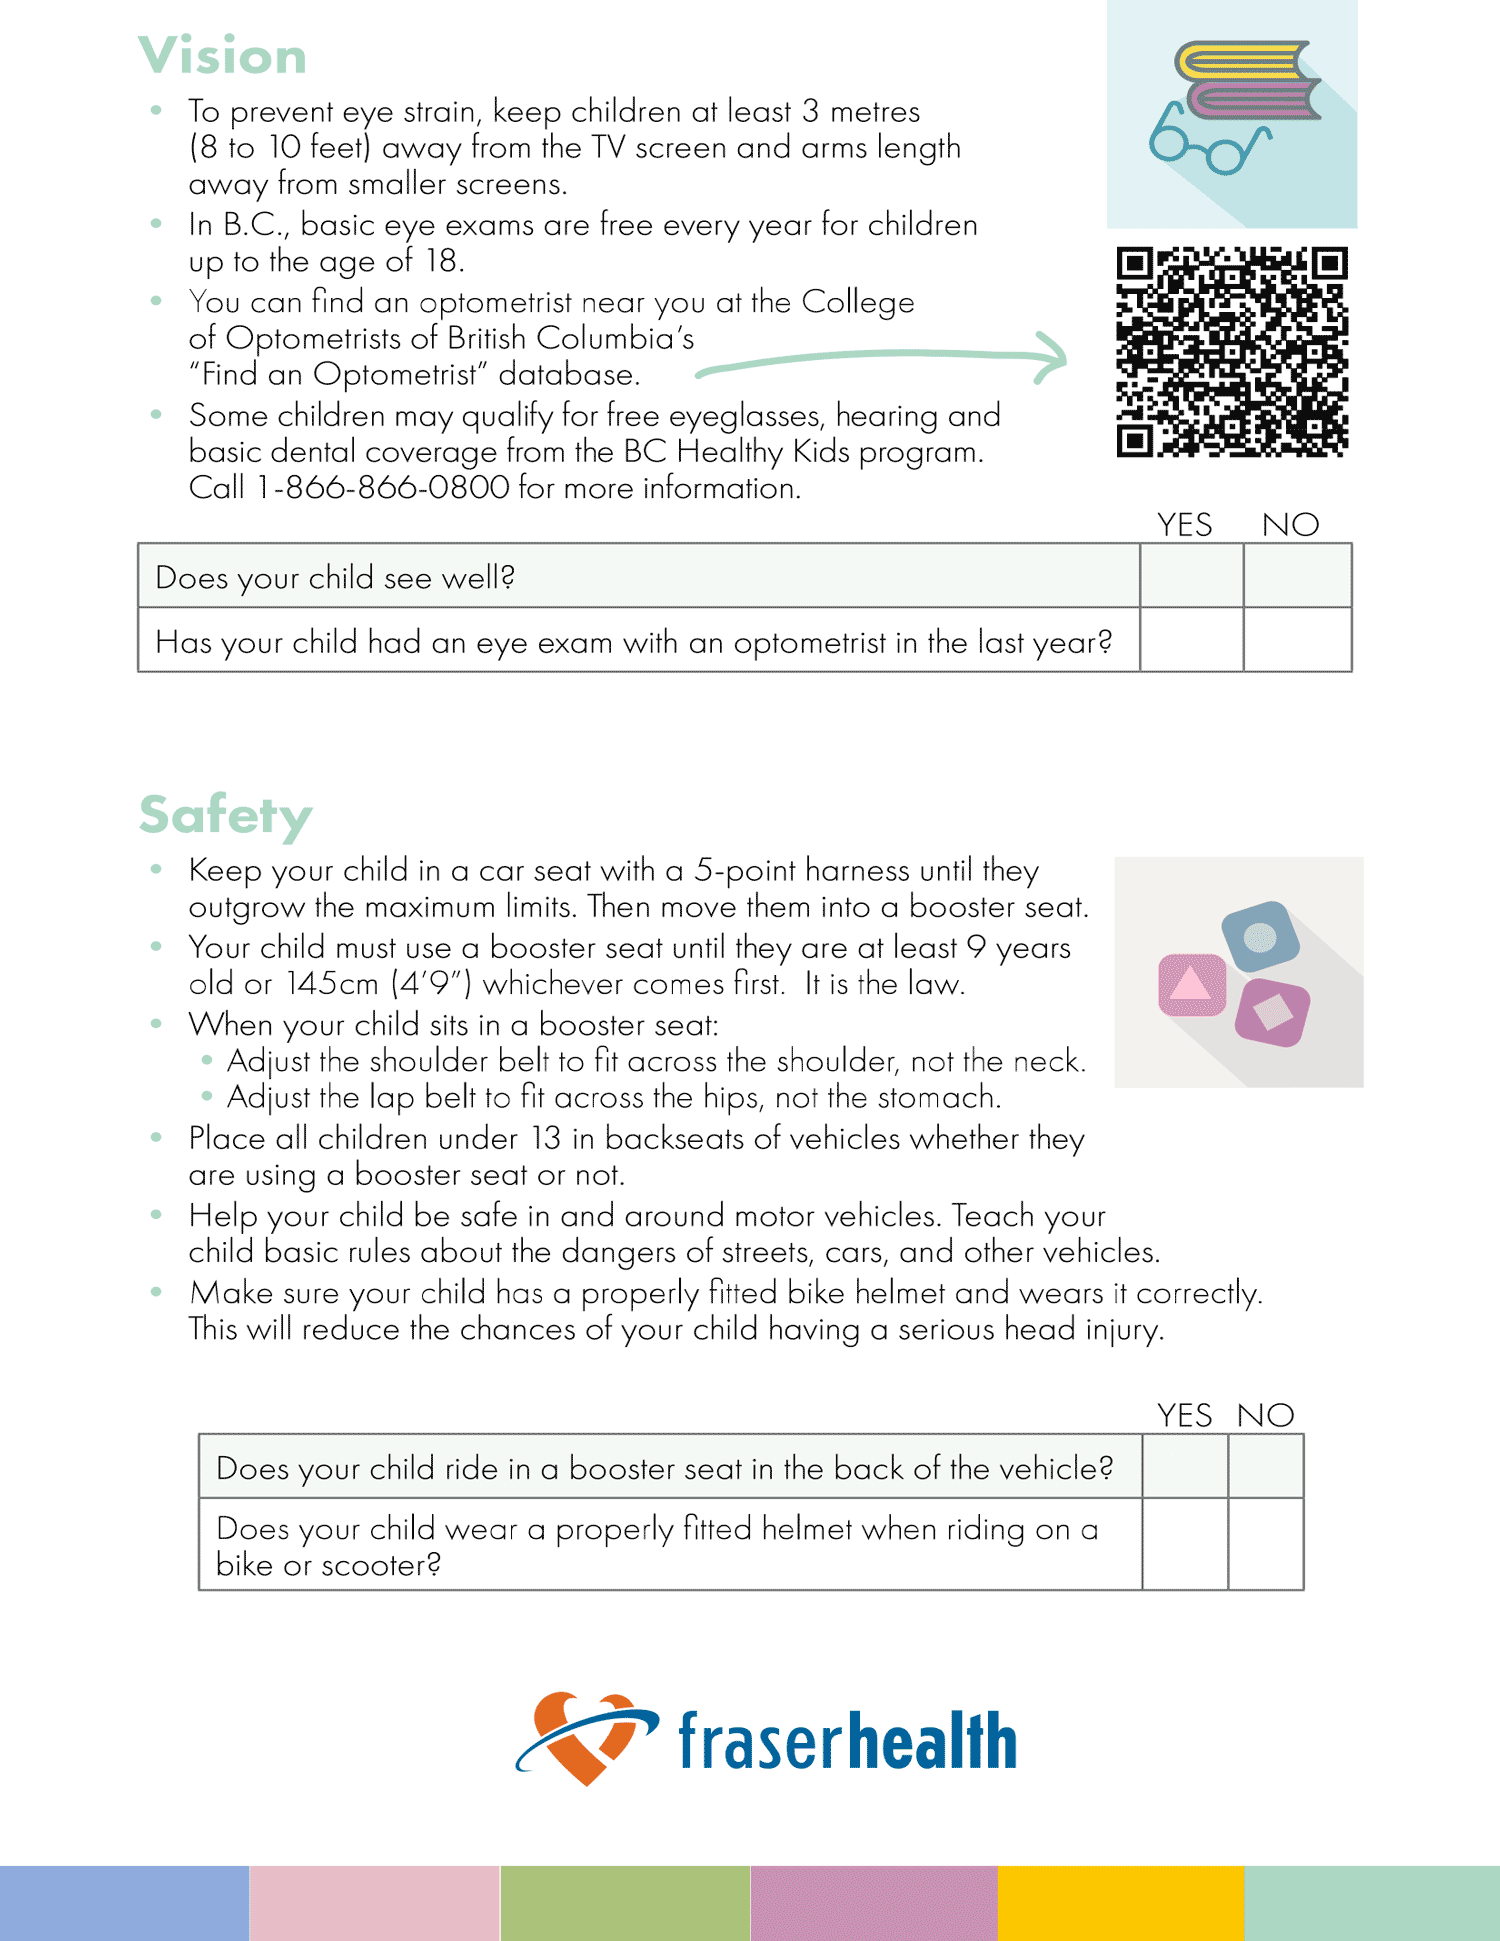 Vision
• To prevent eye strain, keep children at least 3 metres
(8 to 10 feet) away from the TV screen and arms length
away from smaller screens.
• In B.C., basic eye exams are free every year for children
up to the age of 18.
• You can find an optometrist near you at the College
of Optometrists of British Columbia’s
“Find an Optometrist” database.
• Some children may qualify for free eyeglasses, hearing and
basic dental coverage from the BC Healthy Kids program.
Call 1-866-866-0800 for more information.
YES NO
Does your child see well?
Has your child had an eye exam with an optometrist in the last year?
Safety
• Keep your child in a car seat with a 5-point harness until they
outgrow the maximum limits. Then move them into a booster seat.
• Your child must use a booster seat until they are at least 9 years
old or 145cm (4’9”) whichever comes first.  It is the law.
• When your child sits in a booster seat:
• Adjust the shoulder belt to fit across the shoulder, not the neck.
• Adjust the lap belt to fit across the hips, not the stomach.
• Place all children under 13 in backseats of vehicles whether they
are using a booster seat or not.
• Help your child be safe in and around motor vehicles. Teach your
child basic rules about the dangers of streets, cars, and other vehicles.
• Make sure your child has a properly fitted bike helmet and wears it correctly.
This will reduce the chances of your child having a serious head injury.
YES NO
Does your child ride in a booster seat in the back of the vehicle?
Does your child wear a properly fitted helmet when riding on a
bike or scooter?
fraserhealth